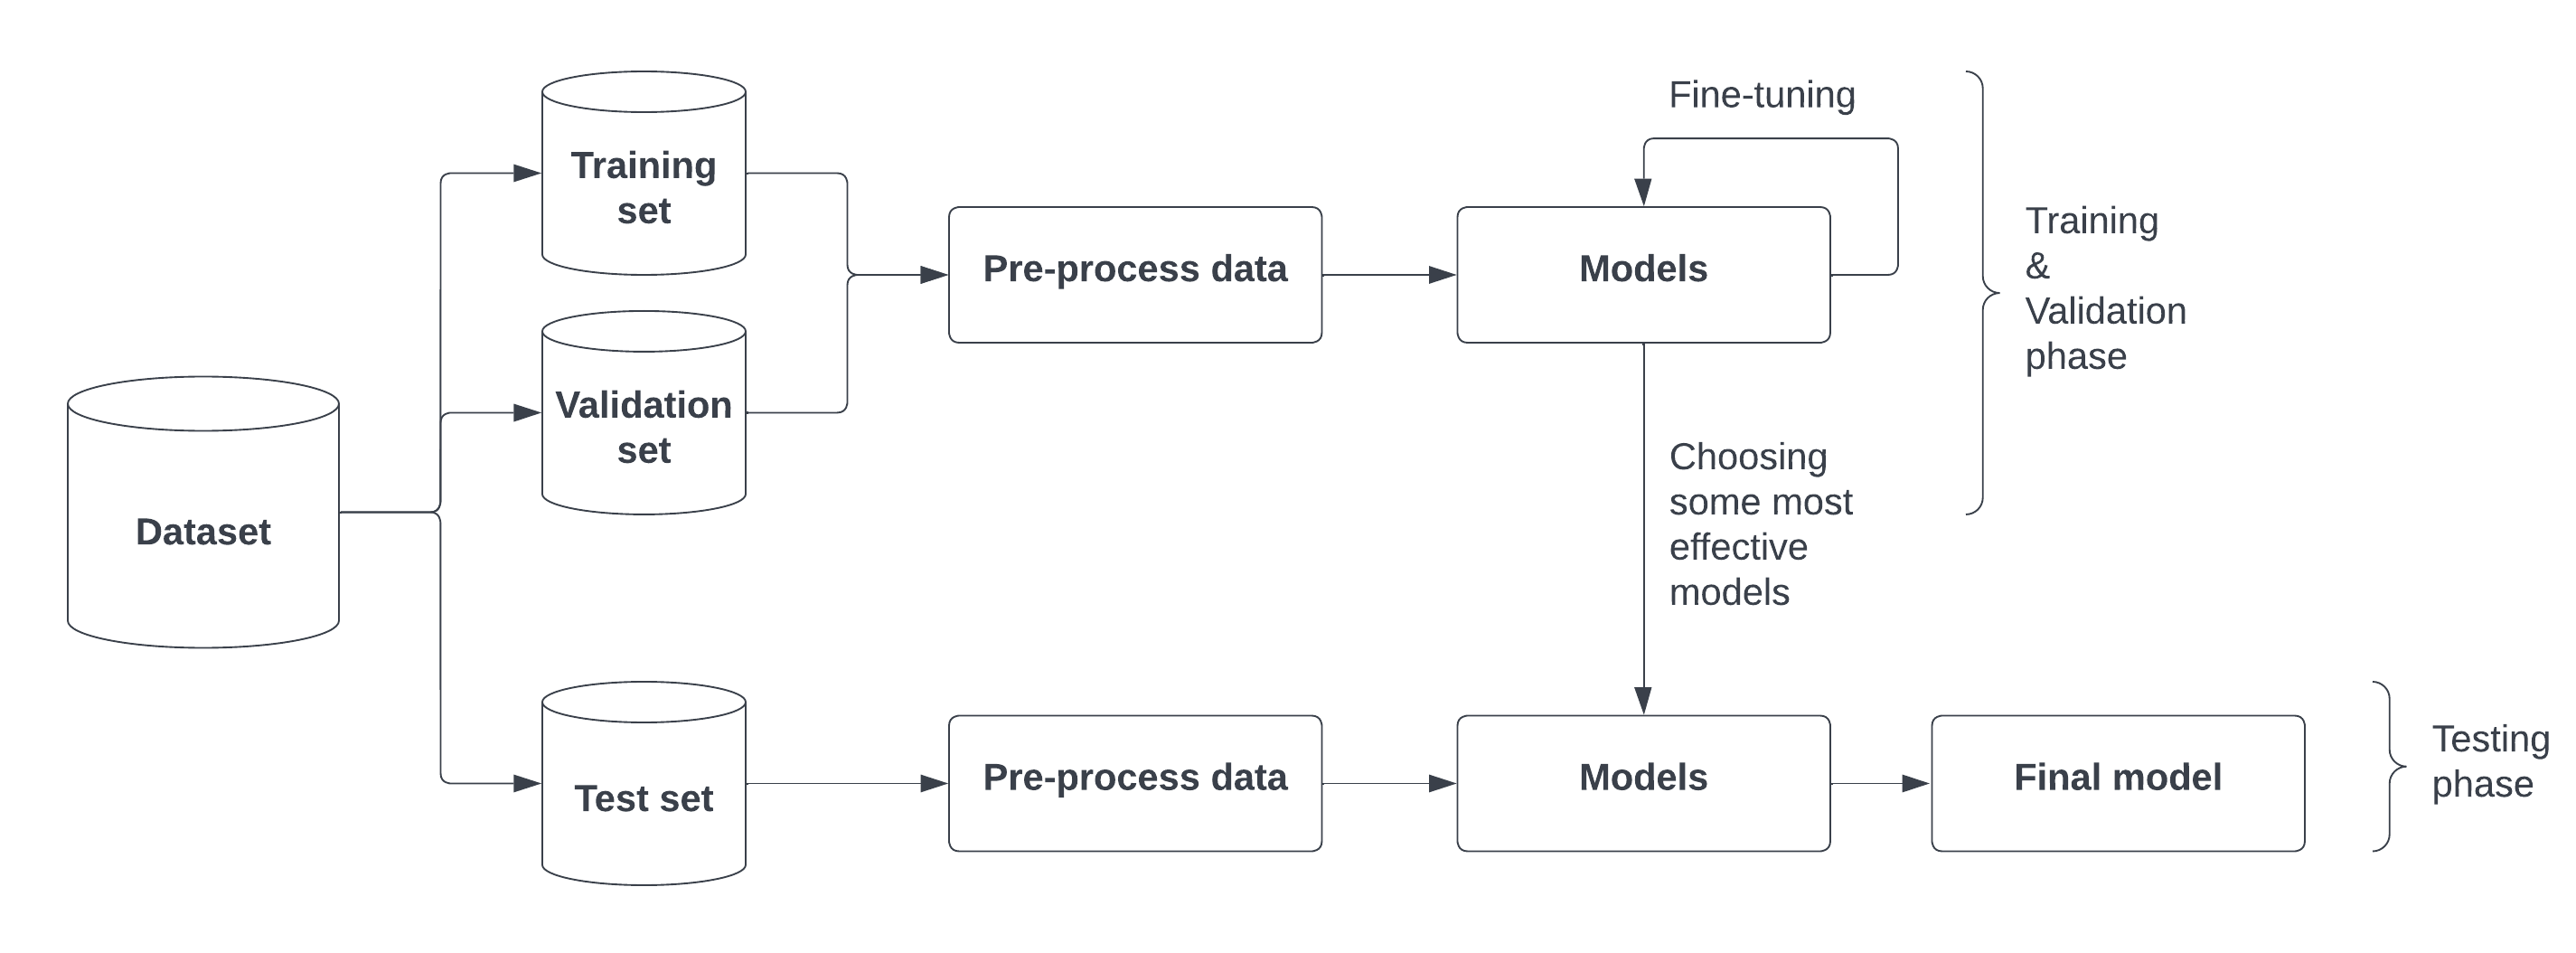 Fine-tuning
Training
set
Pre-process data
Models
Training
&
Validation
phase
Validation
set
Dataset
Choosing
some most
effective
models
Test set
Pre-process data
Models
Final model
Testing
phase